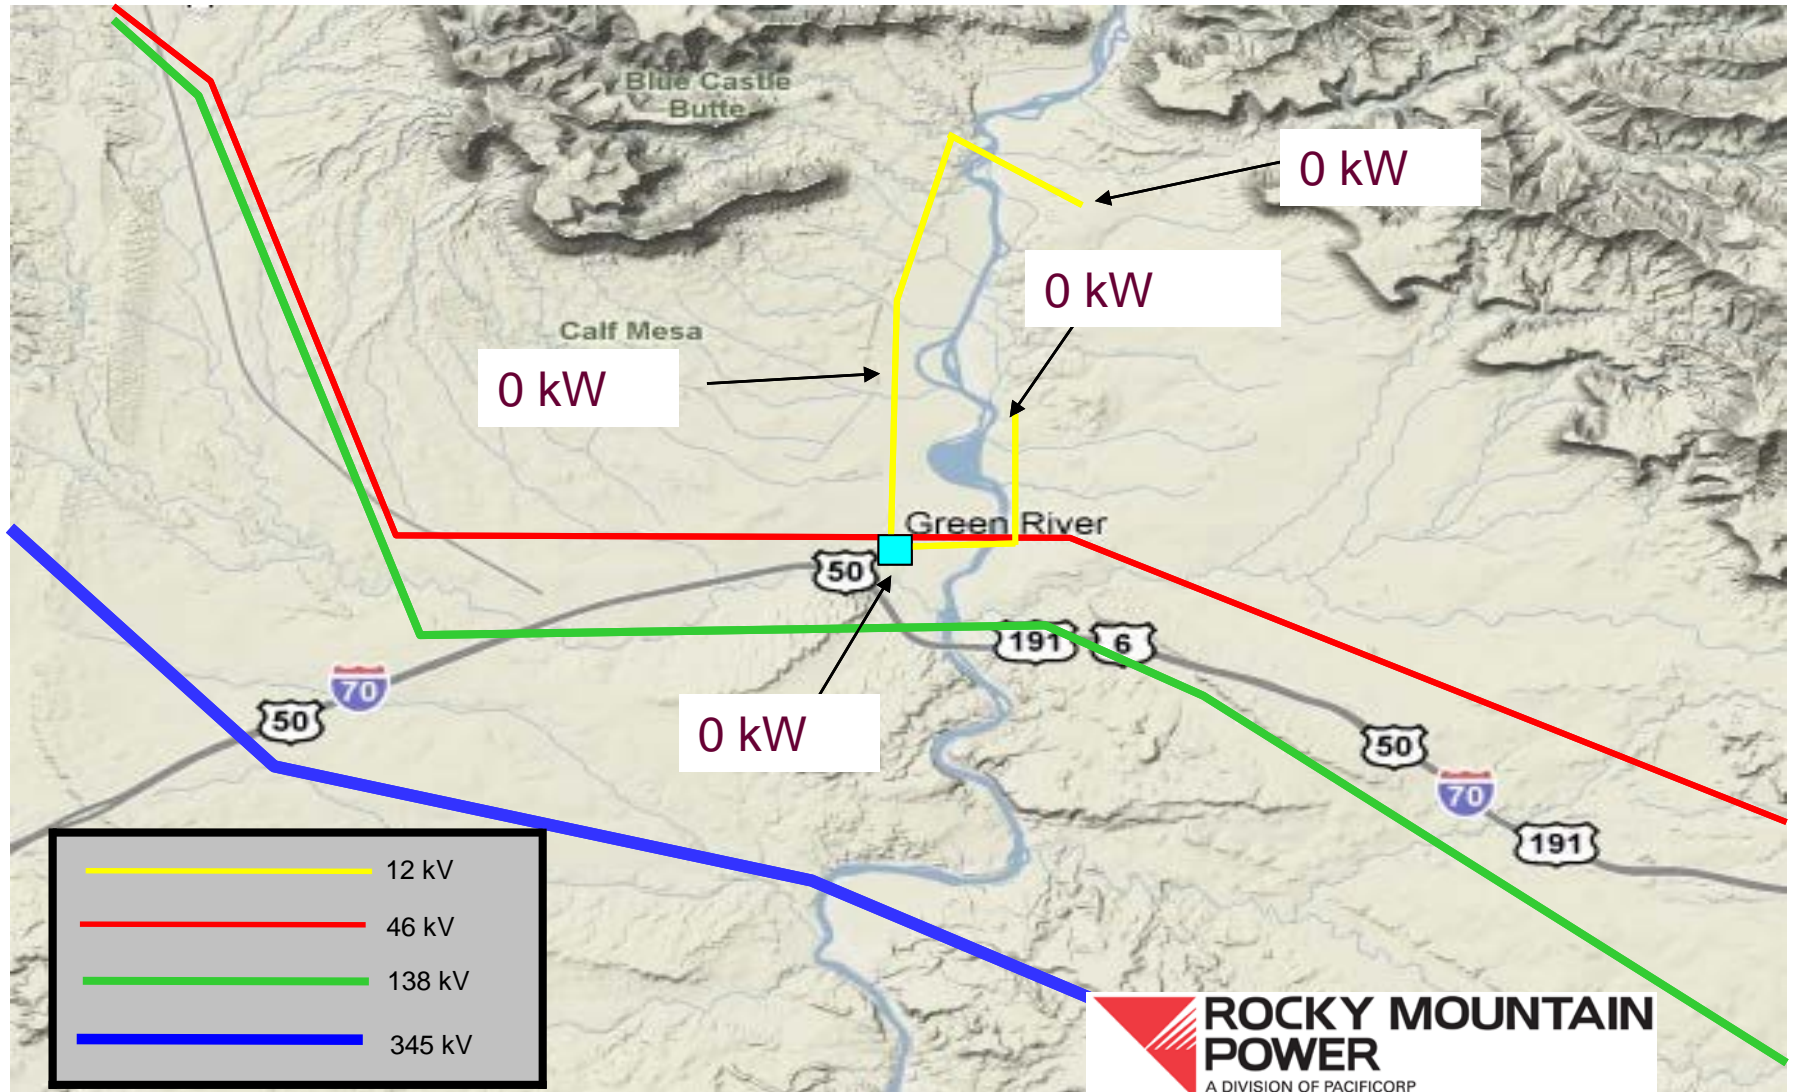 Blue Castle
Butte
0 kW
0 kW
Calf Mesa
0 kW
Green River
50
191
6
70
50
0 kW
50
70
191
12 kV
46 kV
138 kV
345 kV
ROCKY MOUNTAIN
POWER
A DIVISION OF PACIFICORP